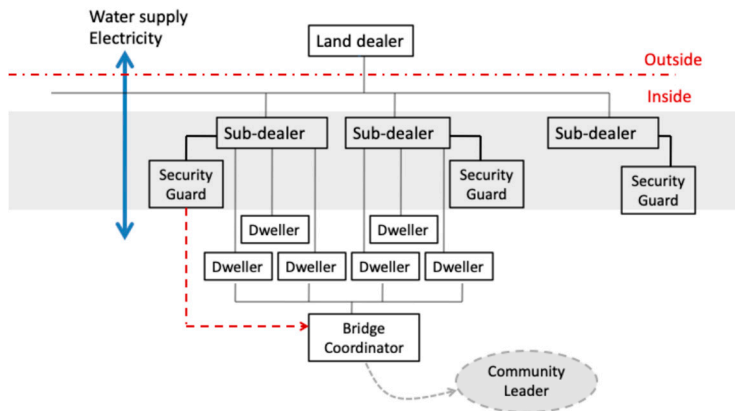 Water supply
Electricity
Land dealer
Outside
Inside
Sub-dealer
Sub-dealer
Sub-dealer
Security
Guard
Security
Guard
Security
Guard
Dweller
Dweller
Dweller
Dweller
Dweller
Dweller
Bridge
Coordinator
Community
Leader